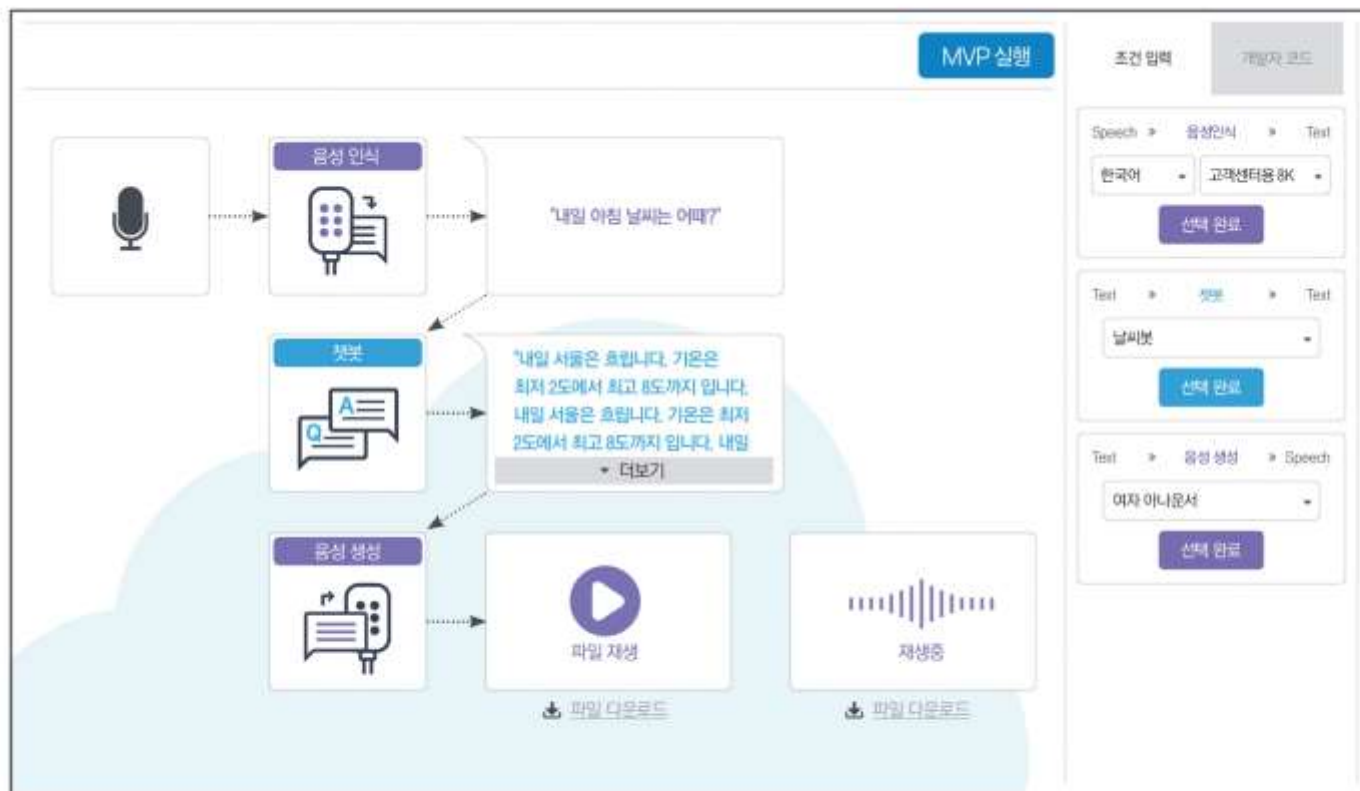 MVP 실행
조건 입력
개발자 코드
음성 인식
"내일 아침 날씨는 어때?"
챗봇
A
Q
"내일 서울은 흐립니다. 기온은
최저 2도에서 최고 8도까지 입니다.
내일 서울은 흐립니다. 기온은 최저
2도에서 최고 8도까지 입니다. 내일
더보기
음성 생성
파일 재생
파일 다운로드
재생중
파일 다운로드
Speech » 음성인식 » Text
한국어 고객센터용 8K
선택 완료
Text » 챗봇 » Text
날씨봇
선택 완료
Text » 음성 생성 » Speech
여자 아나운서
선택 완료